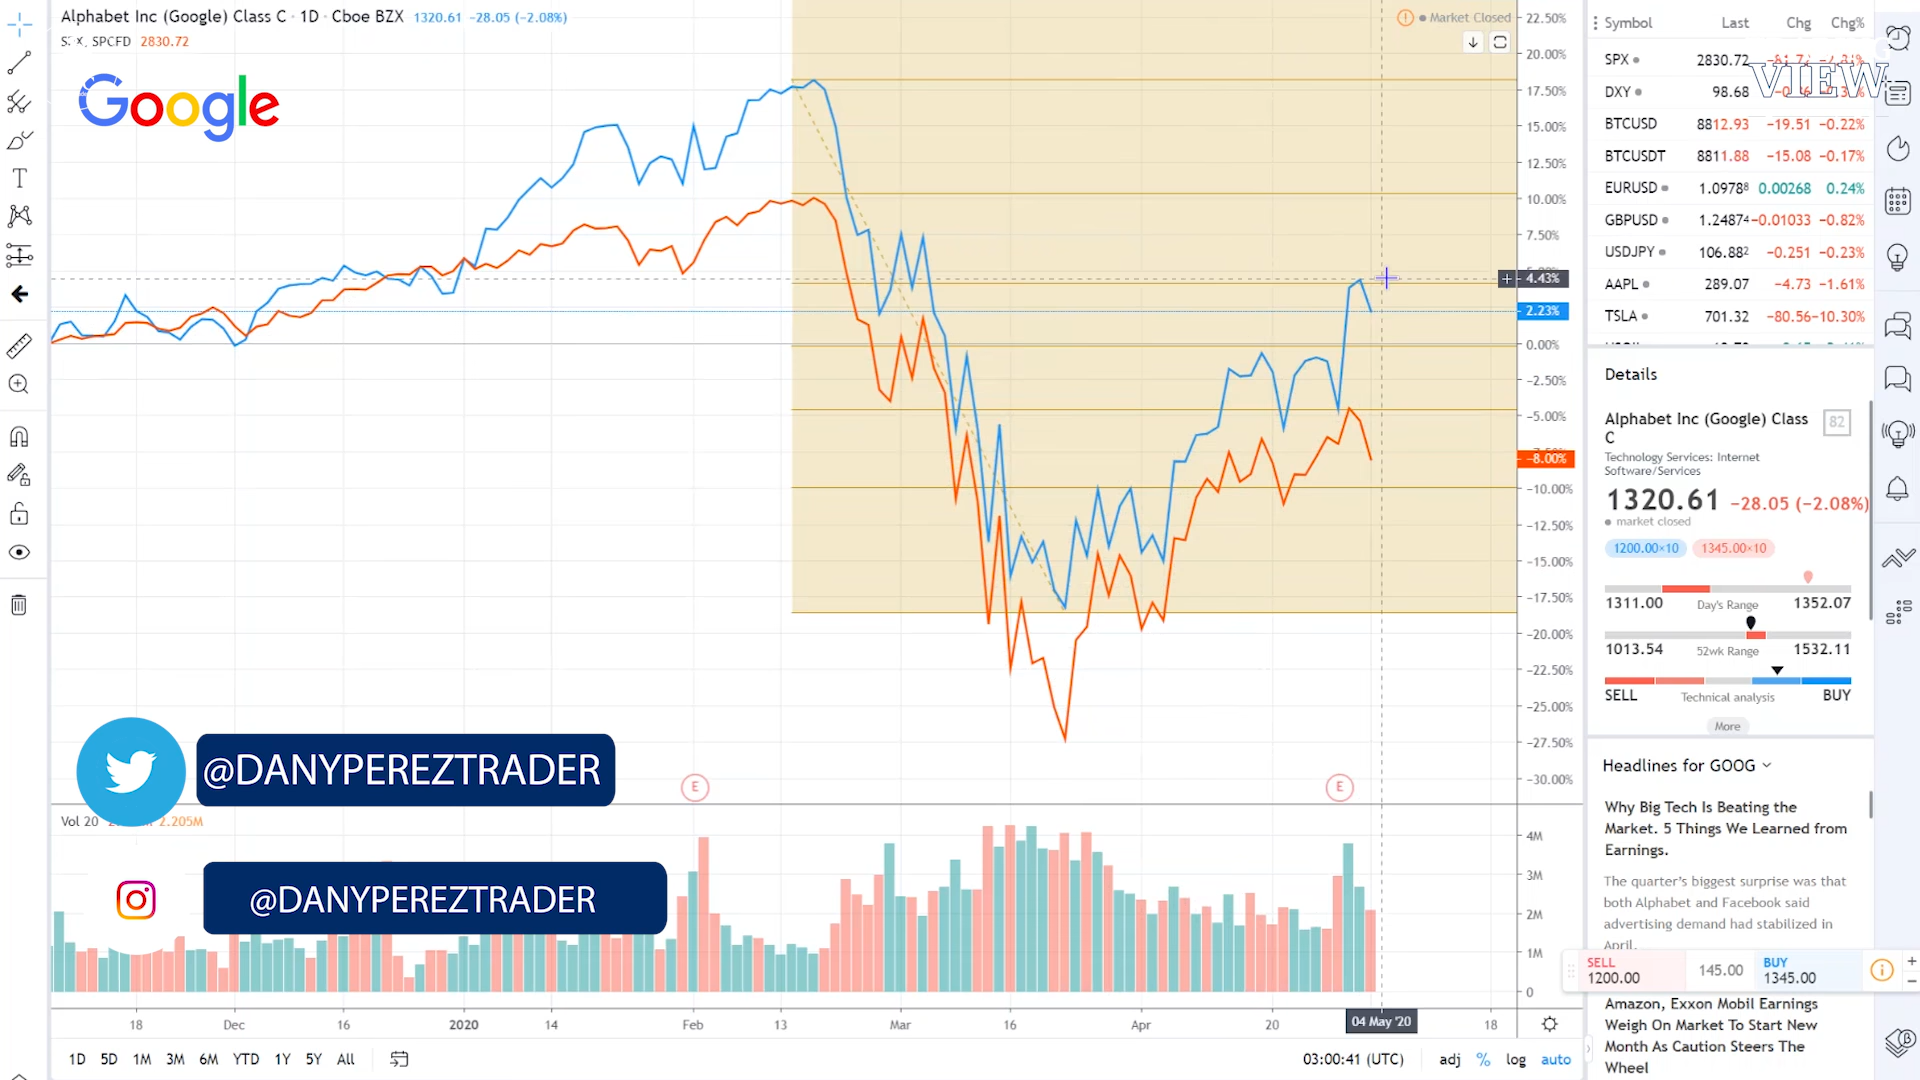 Alphabet Inc (Google) Class C · 1D · Cboe BZX 1320.61 −28.05 (−2.08%)
SPCFD 2830.72
Google
Market Closed
22.50%
20.00%
17.50%
15.00%
12.50%
10.00%
7.50%
4.43%
2.23%
0.00%
−2.50%
−5.00%
−8.00%
−10.00%
−12.50%
−15.00%
−17.50%
−20.00%
−22.50%
−25.00%
−27.50%
−30.00%
E E
@DANYPEREZTRADER
Vol 20 2.205M
@DANYPEREZTRADER
4M
3M
2M
1M
0
18 Dec 16 2020 14 Feb 13 Mar 16 Apr 20 04 May '20 18
1D 5D 1M 3M 6M YTD 1Y 5Y All
03:00:41 (UTC) adj % log auto
Symbol Last Chg Chg%
SPX 2830.72
VIEW
DXY 98.68
BTCUSD 8812.93 −19.51 −0.22%
BTCUSDT 8811.88 −15.08 −0.17%
EURUSD 1.09788 0.00268 0.24%
GBPUSD 1.24874 −0.01033 −0.82%
USDJPY 106.882 −0.251 −0.23%
AAPL 289.07 −4.73 −1.61%
TSLA 701.32 −80.56 −10.30%
Details
Alphabet Inc (Google) Class
C
82
Technology Services: Internet
Software/Services
1320.61 −28.05 (−2.08%)
market closed
1200.00×10 1345.00×10
1311.00 Day's Range 1352.07
1013.54 52wk Range 1532.11
SELL Technical analysis BUY
More
Headlines for GOOG
Why Big Tech Is Beating the
Market. 5 Things We Learned from
Earnings.
The quarter's biggest surprise was that
both Alphabet and Facebook said
advertising demand had stabilized in
April.
SELL
1200.00
145.00
BUY
1345.00
Amazon, Exxon Mobil Earnings
Weigh On Market To Start New
Month As Caution Steers The
Wheel